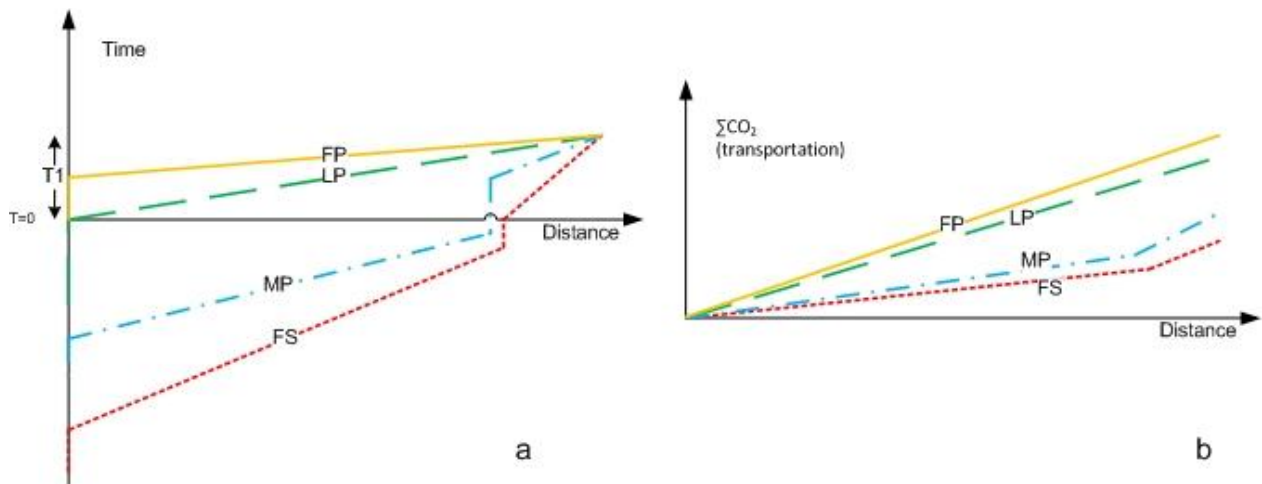 Time
FP
T1
LP
T=0
Distance
MP
FS
a
∑CO₂
(transportation)
FP
LP
MP
FS
Distance
b